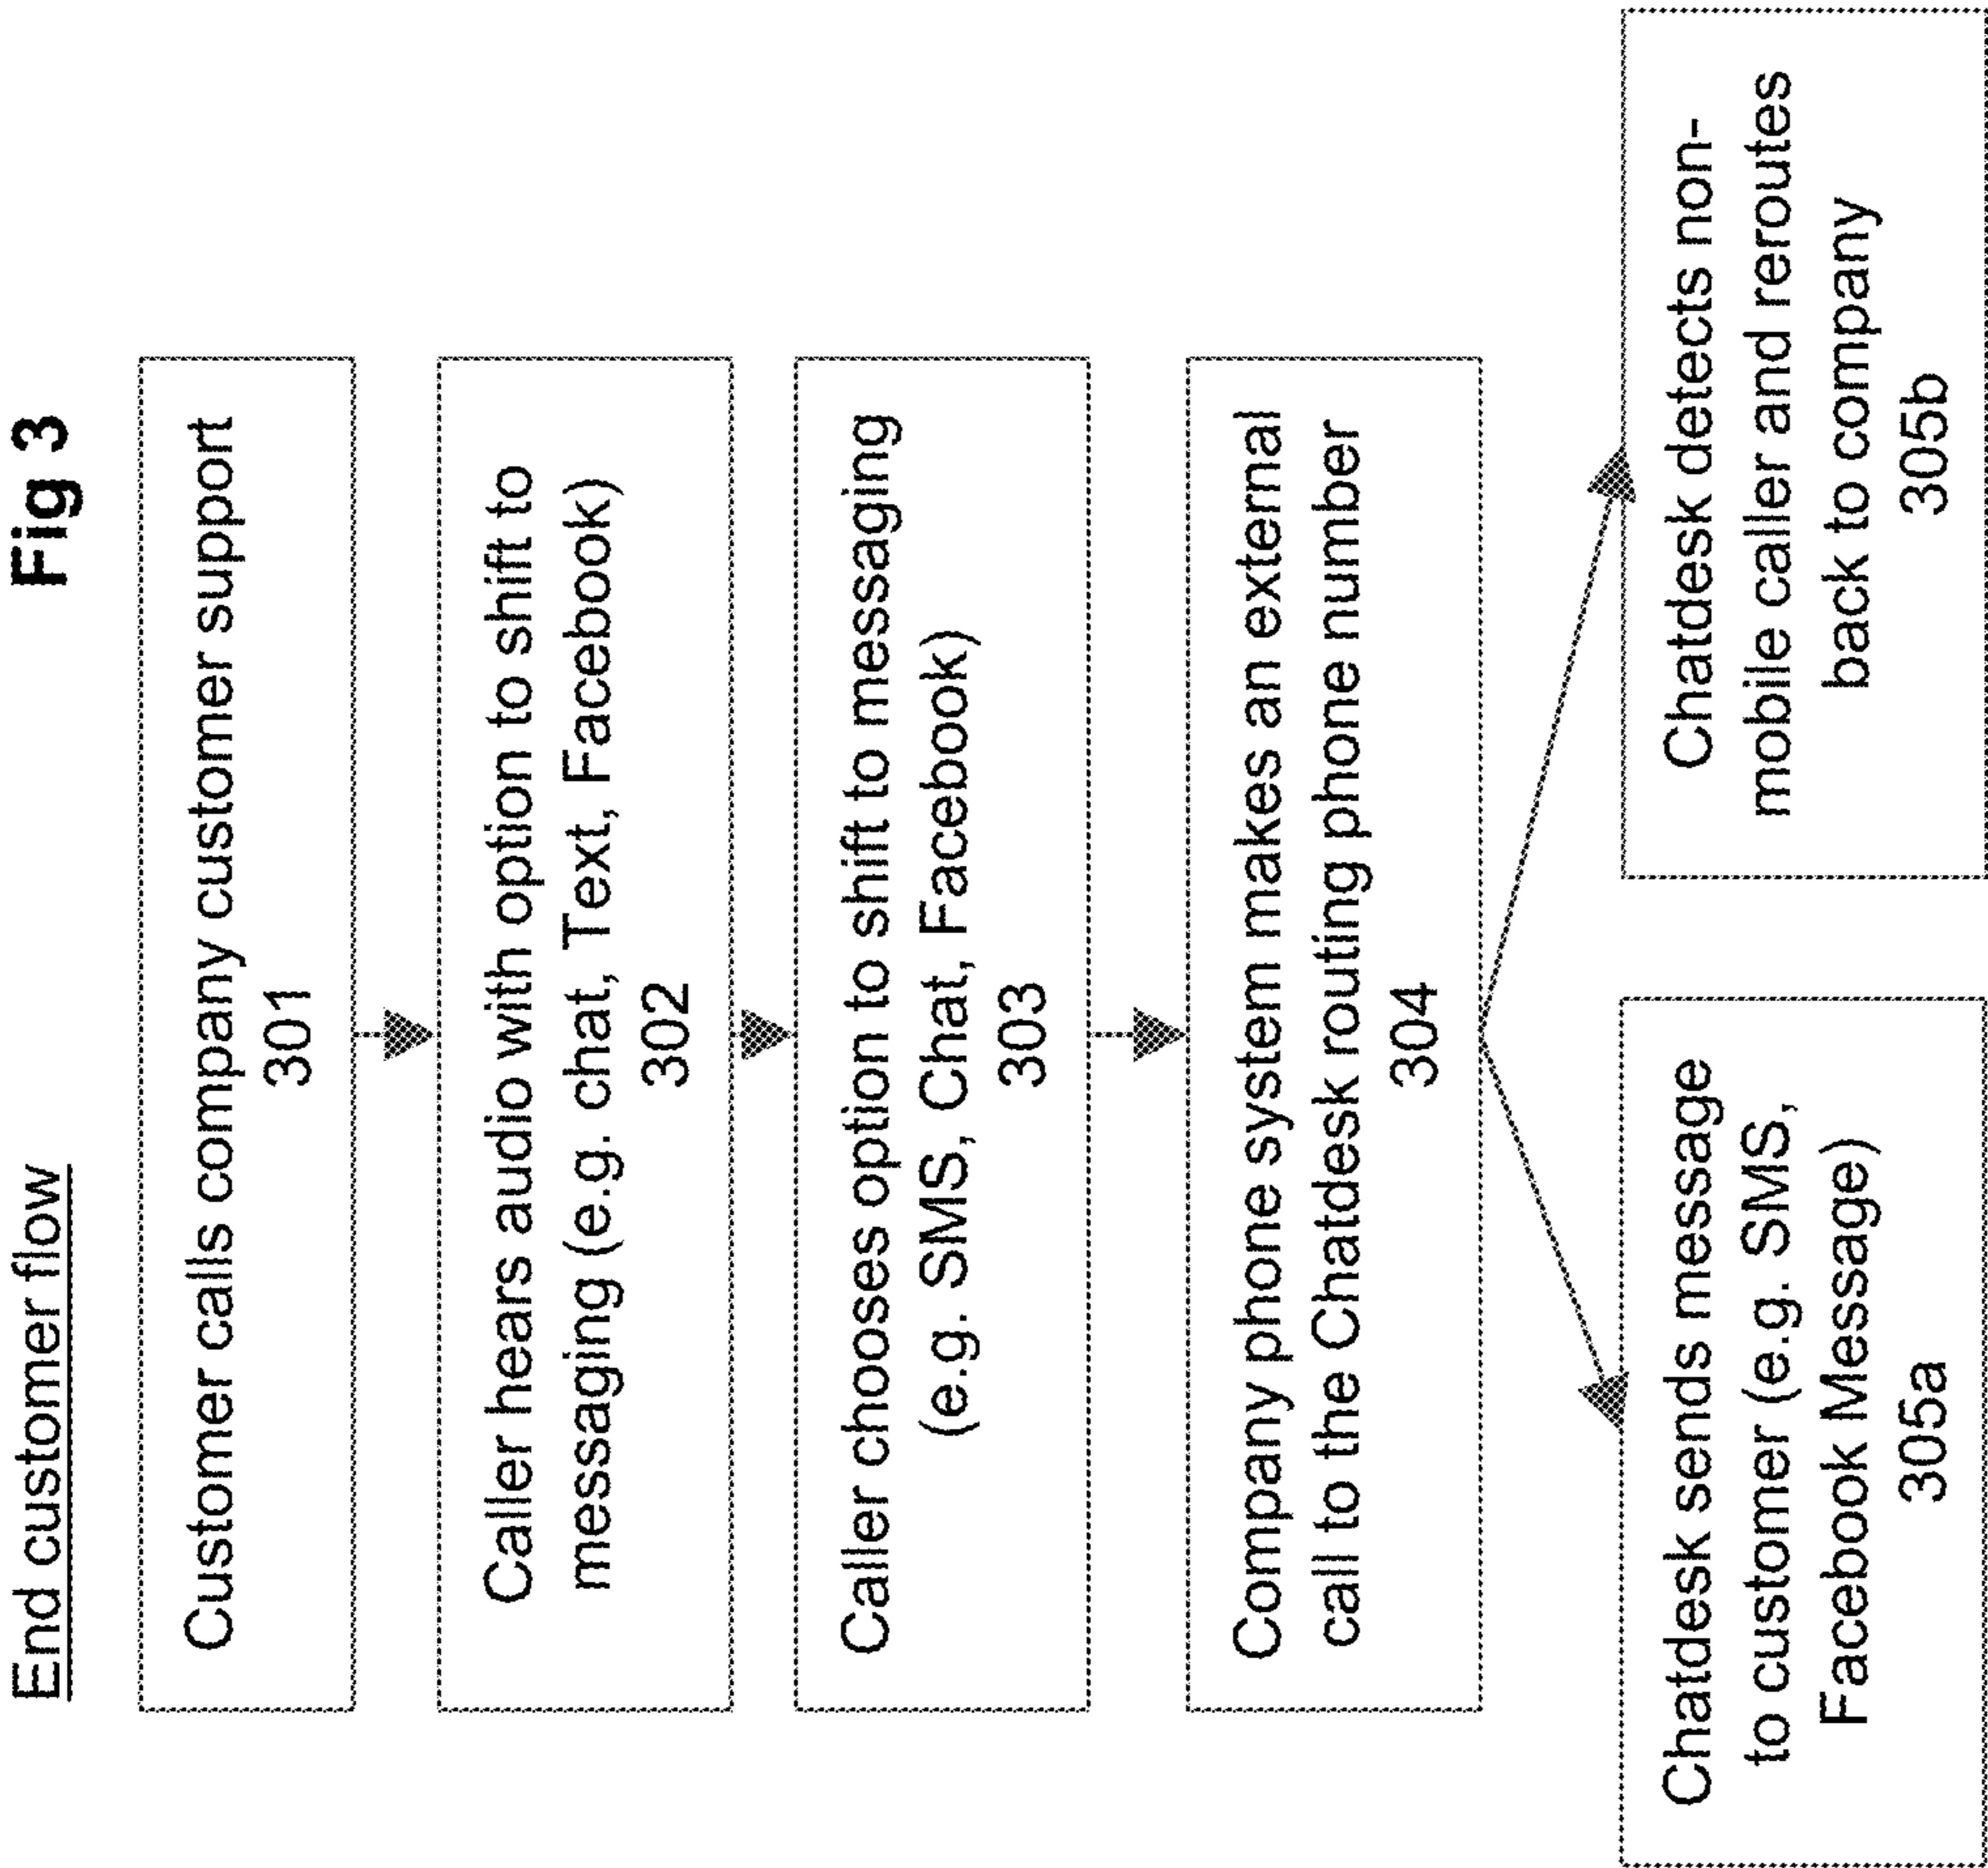 End customer flow
Fig 3
Customer calls company customer support
301
Caller hears audio with option to shift to
messaging (e.g. chat, Text, Facebook)
302
Caller chooses option to shift to messaging
(e.g. SMS, Chat, Facebook)
303
Company phone system makes an external
call to the Chatdesk routing phone number
304
Chatdesk sends message
to customer (e.g. SMS,
Facebook Message)
305a
Chatdesk detects non-
mobile caller and reroutes
back to company
305b